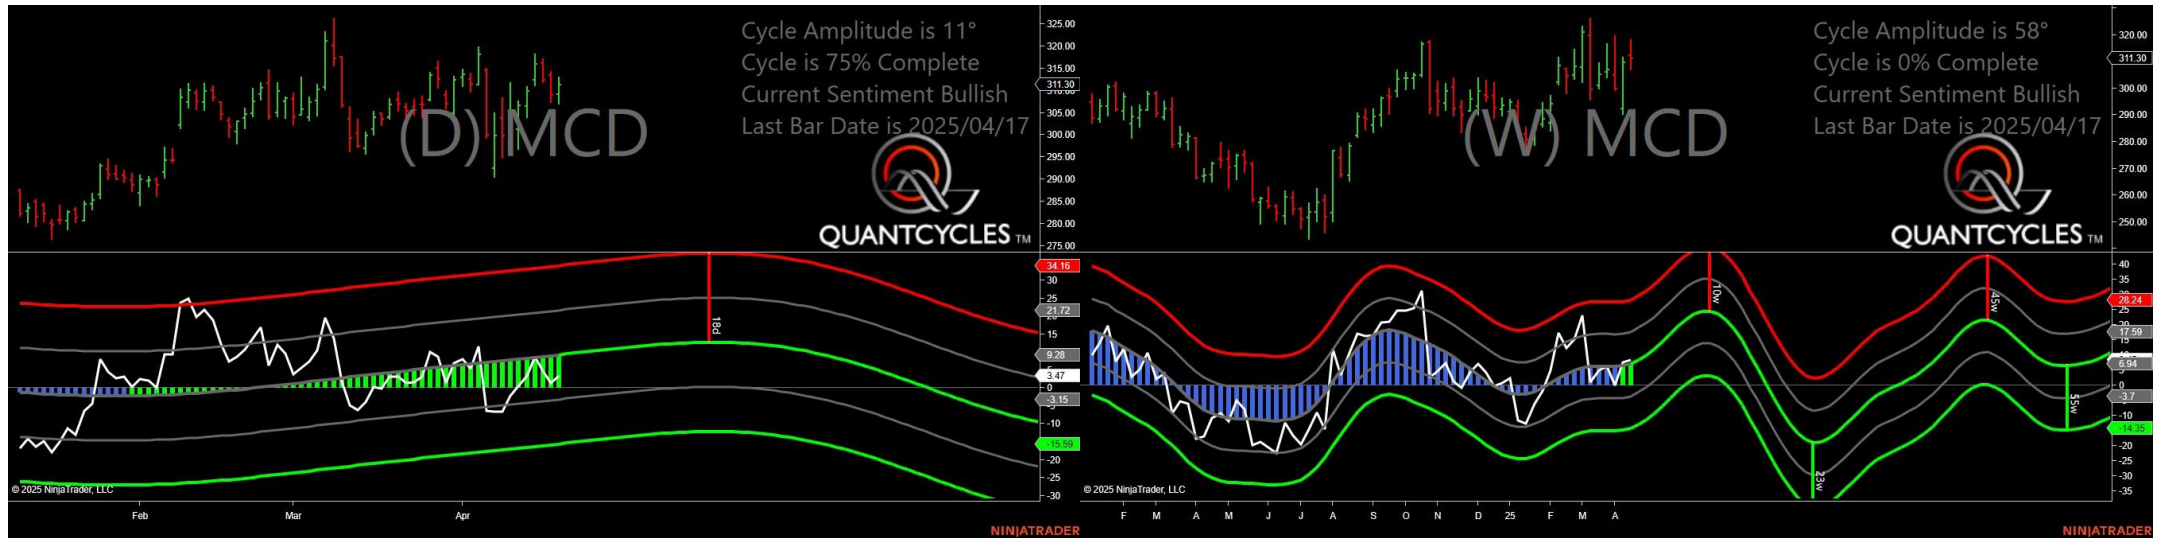 Cycle Amplitude is 11°
Cycle is 75% Complete
Current Sentiment Bullish
Last Bar Date is 2025/04/17
(D) MCD
QUANTCYCLES TM
325.00
320.00
315.00
311.30
305.00
300.00
295.00
290.00
285.00
280.00
275.00
34.16
30
25
21.72
15
9.28
3.47
0
-3.15
-10
-15.59
-20
-25
-30
18d
© 2025 NinjaTrader, LLC
Feb Mar Apr
NINJATRADER
Cycle Amplitude is 58°
Cycle is 0% Complete
Current Sentiment Bullish
Last Bar Date is 2025/04/17
(W) MCD
QUANTCYCLES TM
320.00
311.30
300.00
290.00
280.00
270.00
260.00
250.00
40
35
28.24
25
20
17.59
15
6.94
0
-3.7
-10
-14.35
-20
-25
-30
-35
10w
23w
45w
55w
© 2025 NinjaTrader, LLC
F M A M J J A S O N D 25 F M A
NINJATRADER